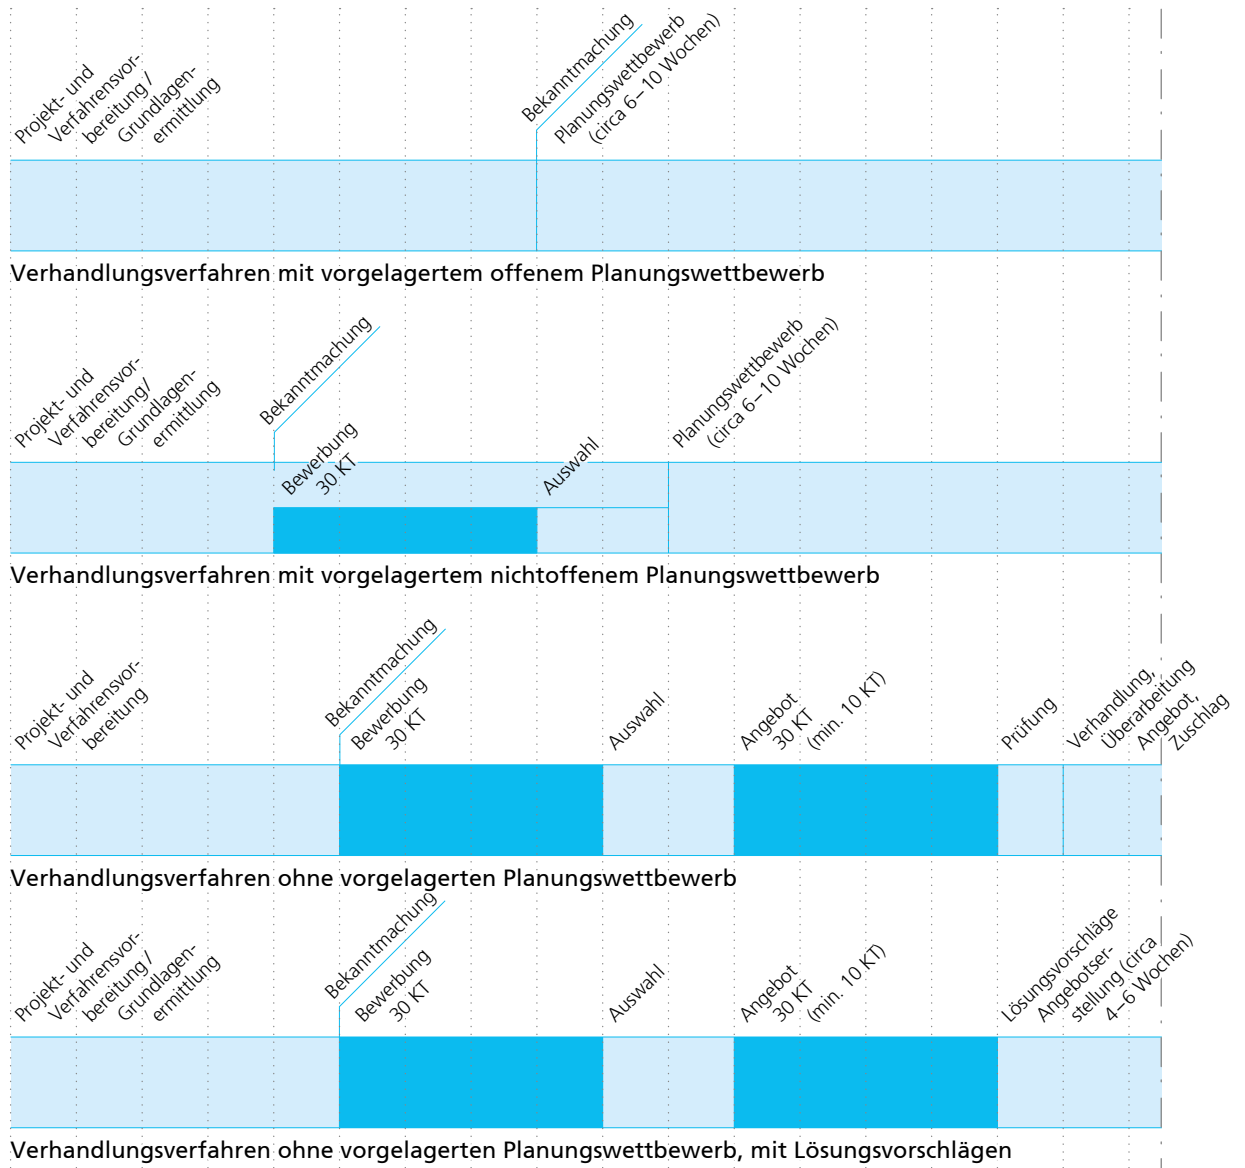 Projekt- und
Verfahrensvor-
bereitung /
Grundlagen-
ermittlung
Bekanntmachung
Planungswettbewerb
(circa 6–10 Wochen)
Verhandlungsverfahren mit vorgelagertem offenem Planungswettbewerb
Projekt- und
Verfahrensvor-
bereitung/
Grundlagen-
ermittlung
Bekanntmachung
Bewerbung
30 KT
Auswahl
Planungswettbewerb
(circa 6–10 Wochen)
Verhandlungsverfahren mit vorgelagertem nichtoffenem Planungswettbewerb
Projekt- und
Verfahrensvor-
bereitung
Bekanntmachung
Bewerbung
30 KT
Auswahl
Angebot
30 KT
(min. 10 KT)
Prüfung
Verhandlung,
Überarbeitung
Angebot,
Zuschlag
Verhandlungsverfahren ohne vorgelagerten Planungswettbewerb
Projekt- und
Verfahrensvor-
bereitung /
Grundlagen-
ermittlung
Bekanntmachung
Bewerbung
30 KT
Auswahl
Angebot
30 KT
(min. 10 KT)
Lösungsvorschläge
Angebotser-
stellung (circa
4–6 Wochen)
Verhandlungsverfahren ohne vorgelagerten Planungswettbewerb, mit Lösungsvorschlägen